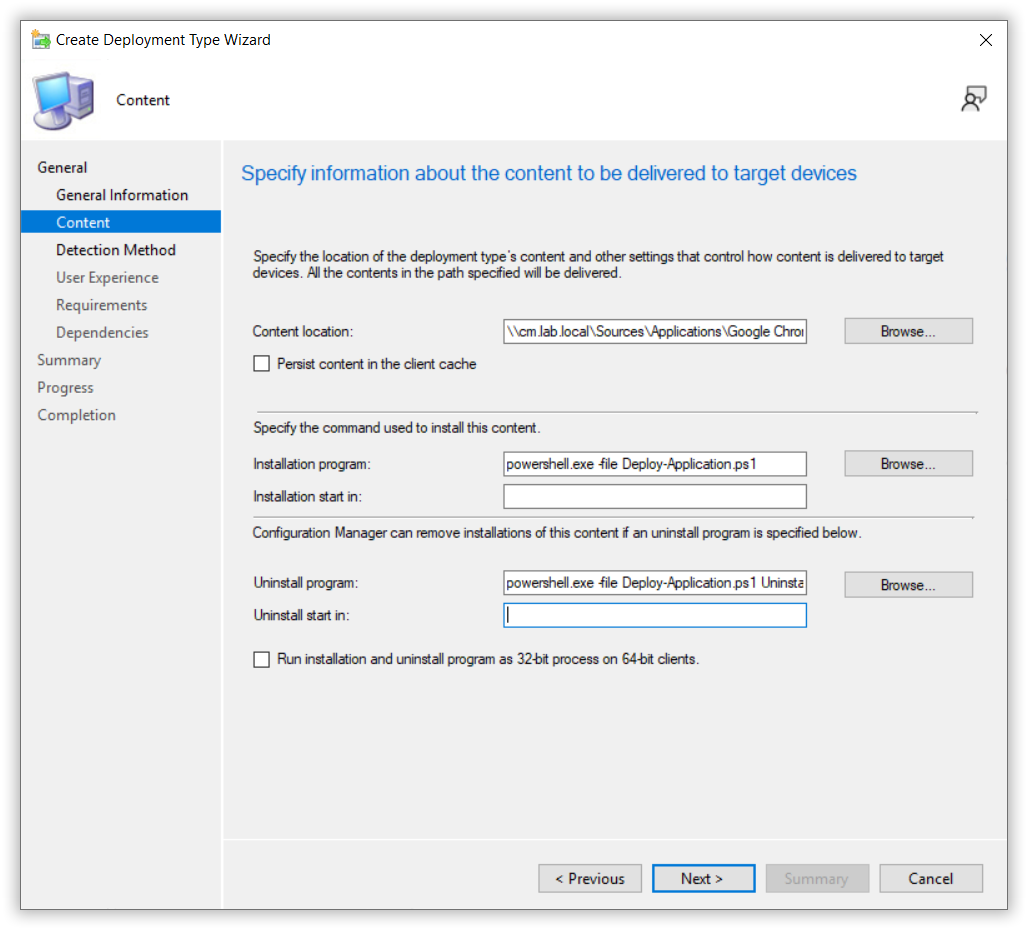 Create Deployment Type Wizard
Content
General
General Information
Content
Detection Method
User Experience
Requirements
Dependencies
Summary
Progress
Completion
Specify information about the content to be delivered to target devices
Specify the location of the deployment type's content and other settings that control how content is delivered to target
devices. All the contents in the path specified will be delivered.
Content location: \\cm.lab.local\Sources\Applications\Google Chro Browse...
Persist content in the client cache
Specify the command used to install this content.
Installation program: powershell.exe -file Deploy-Application.ps1 Browse...
Installation start in:
Configuration Manager can remove installations of this content if an uninstall program is specified below.
Uninstall program: powershell.exe -file Deploy-Application.ps1 Uninsta Browse...
Uninstall start in:
Run installation and uninstall program as 32-bit process on 64-bit clients.
< Previous Next > Summary Cancel